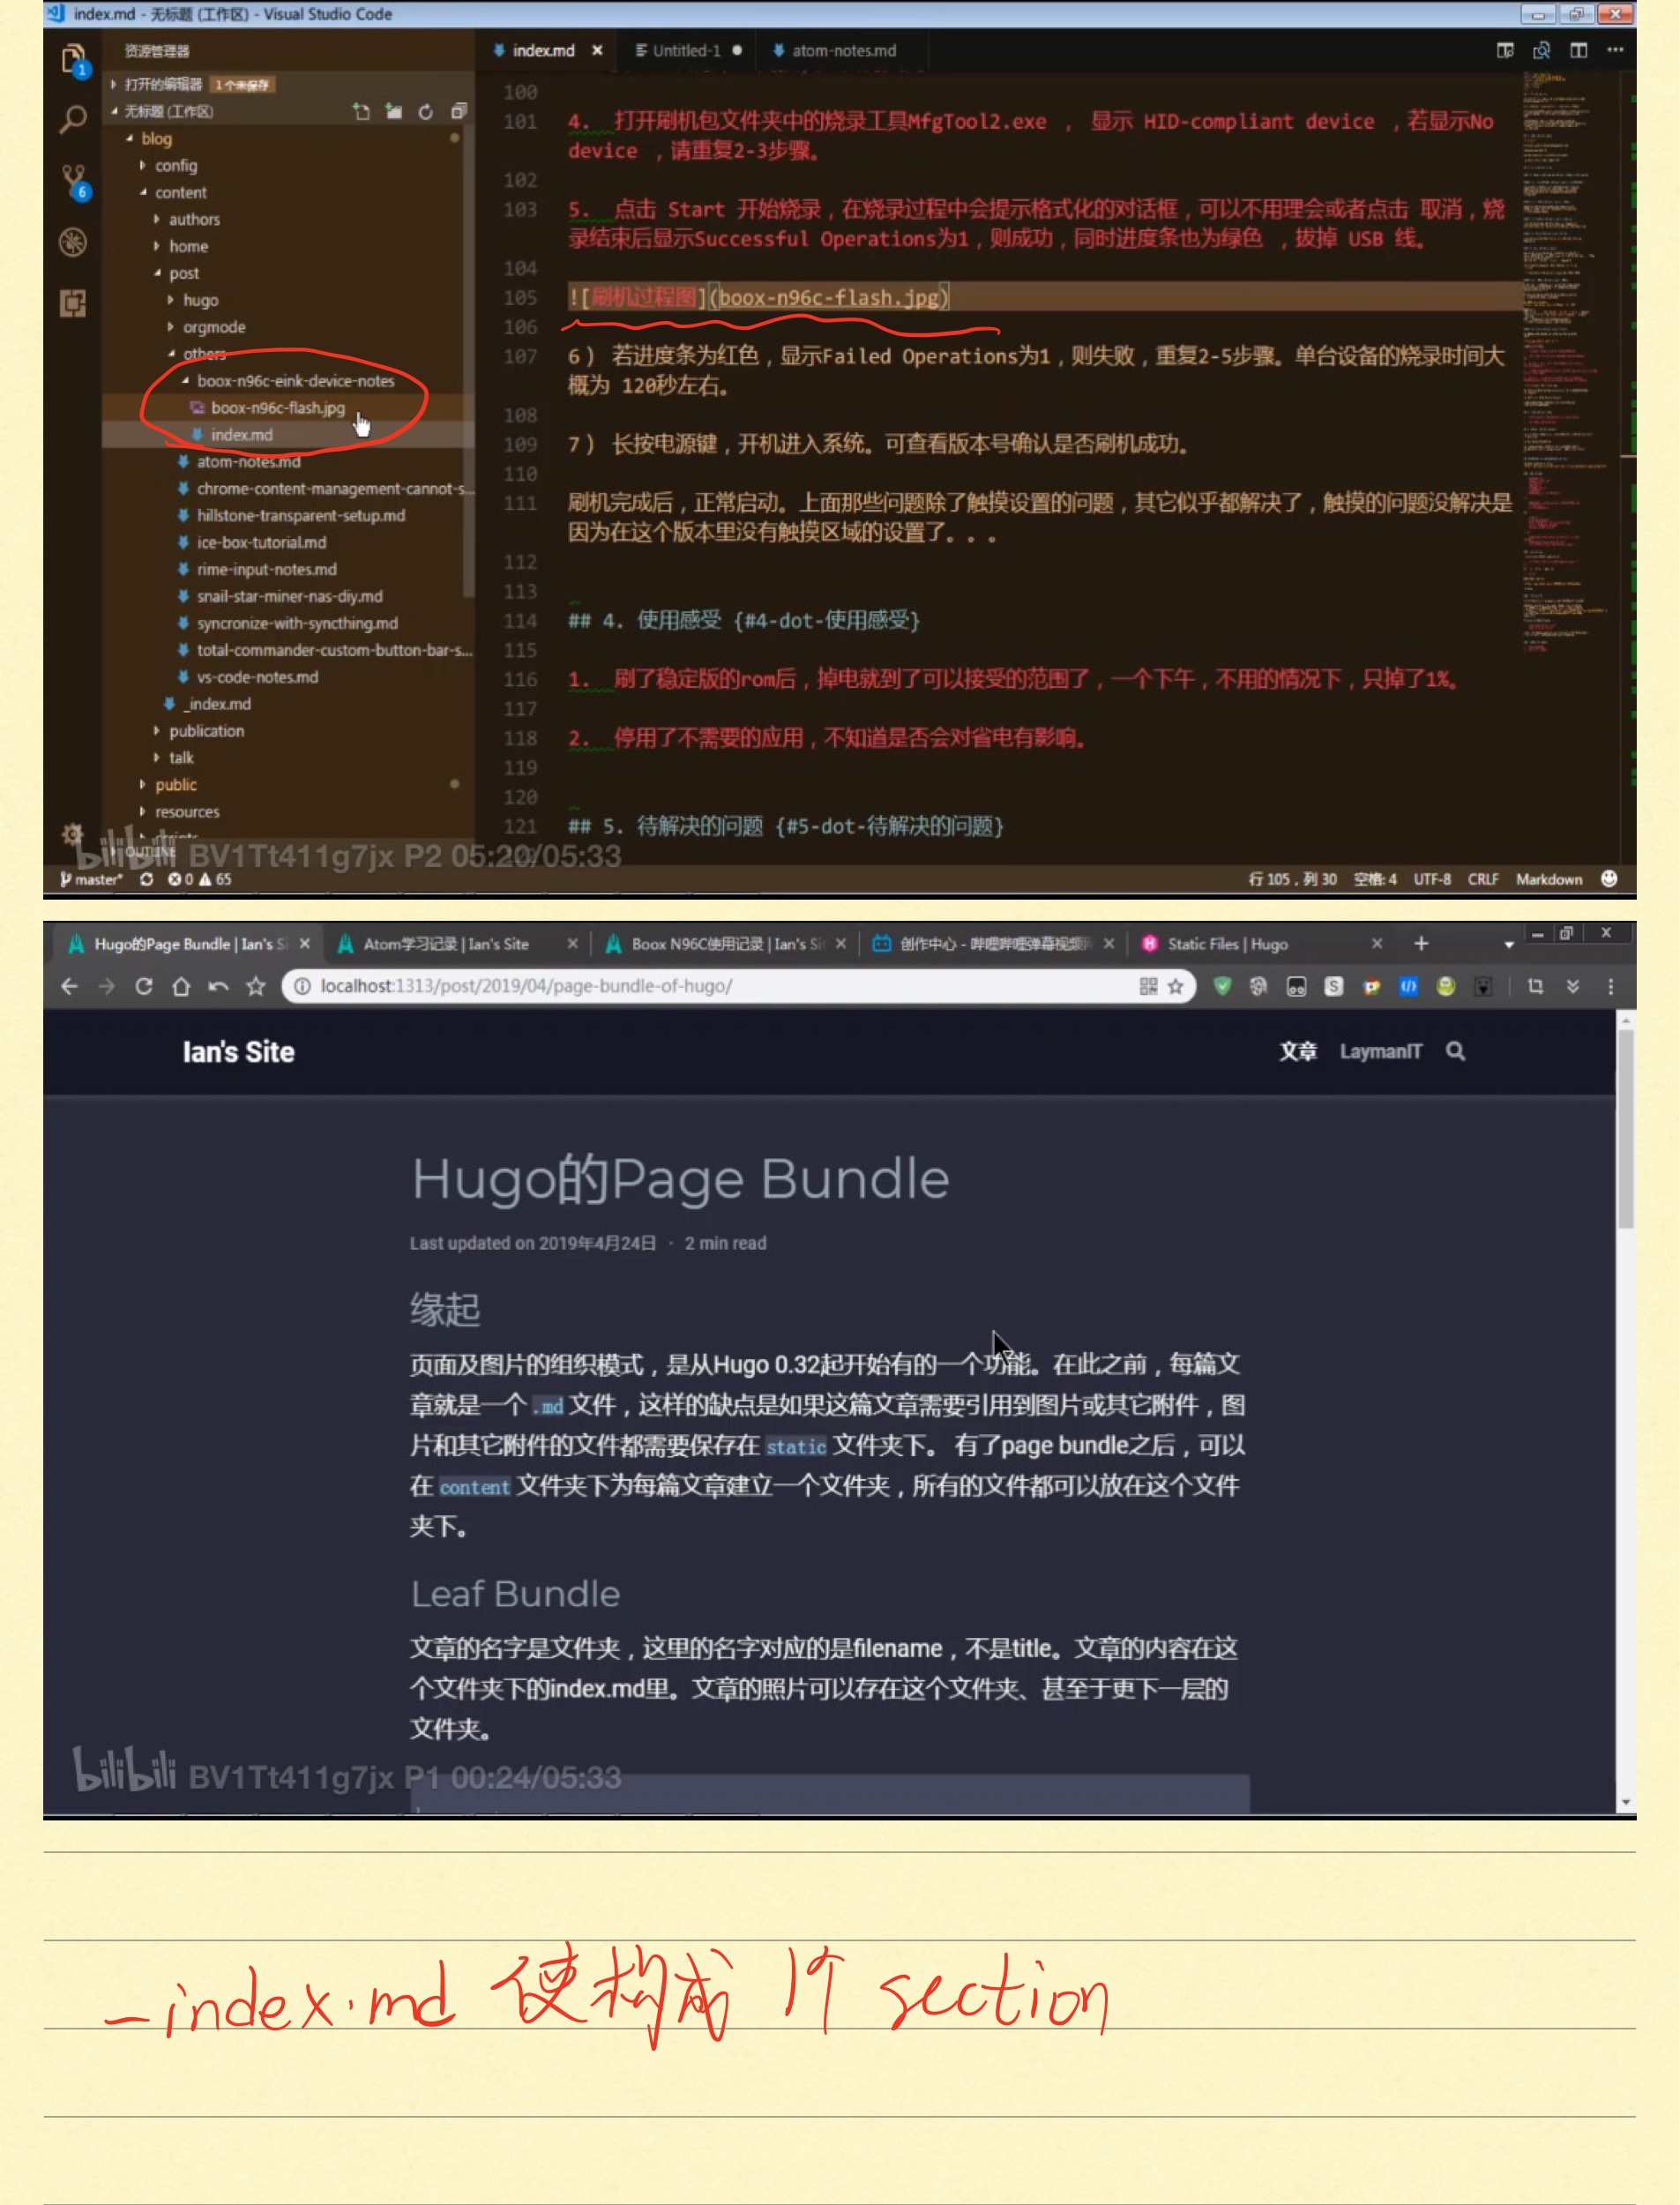 index.md - 无标题 (工作区) - Visual Studio Code
资源管理器
index.md
Untitled-1
atom-notes.md
打开的编辑器 1 个未保存
无标题 (工作区)
blog
config
content
authors
home
post
hugo
orgmode
others
boox-n96c-eink-device-notes
boox-n96c-flash.jpg
index.md
atom-notes.md
chrome-content-management-cannot-s...
hillstone-transparent-setup.md
ice-box-tutorial.md
rime-input-notes.md
snail-star-miner-nas-diy.md
syncronize-with-syncthing.md
total-commander-custom-button-bar-s...
vs-code-notes.md
_index.md
publication
talk
public
resources
OUTLINE
1
6
100
101 4. 打开刷机包文件夹中的烧录工具MfgTool2.exe ， 显示 HID-compliant device ，若显示No
device ，请重复2-3步骤。
102
103 5. 点击 Start 开始烧录，在烧录过程中会提示格式化的对话框，可以不用理会或者点击 取消，烧
录结束后显示Successful Operations为1，则成功，同时进度条也为绿色 ，拔掉 USB 线。
104
105 ![刷机过程图](boox-n96c-flash.jpg)
106
107 6） 若进度条为红色，显示Failed Operations为1，则失败，重复2-5步骤。单台设备的烧录时间大
概为 120秒左右。
108
109 7） 长按电源键，开机进入系统。可查看版本号确认是否刷机成功。
110
111 刷机完成后，正常启动。上面那些问题除了触摸设置的问题，其它似乎都解决了，触摸的问题没解决是
因为在这个版本里没有触摸区域的设置了。。。
112
113
114 ## 4. 使用感受 {#4-dot-使用感受}
115
116 1. 刷了稳定版的rom后，掉电就到了可以接受的范围了，一个下午，不用的情况下，只掉了1%。
117
118 2. 停用了不需要的应用，不知道是否会对省电有影响。
119
120
121 ## 5. 待解决的问题 {#5-dot-待解决的问题}
bilibili BV1Tt411g7jx P2 05:20/05:33
master* 0 65
行 105，列 30 空格: 4 UTF-8 CRLF Markdown
Hugo的Page Bundle | Ian's Si
Atom学习记录 | Ian's Site
Boox N96C使用记录 | Ian's Sit
创作中心 - 哔哩哔哩弹幕视频
Static Files | Hugo
localhost:1313/post/2019/04/page-bundle-of-hugo/
Ian's Site
文章 LaymanIT
Hugo的Page Bundle
Last updated on 2019年4月24日 · 2 min read
缘起
页面及图片的组织模式，是从Hugo 0.32起开始有的一个功能。在此之前，每篇文
章就是一个 .md 文件，这样的缺点是如果这篇文章需要引用到图片或其它附件，图
片和其它附件的文件都需要保存在 static 文件夹下。 有了page bundle之后，可以
在 content 文件夹下为每篇文章建立一个文件夹，所有的文件都可以放在这个文件
夹下。
Leaf Bundle
文章的名字是文件夹，这里的名字对应的是filename，不是title。文章的内容在这
个文件夹下的index.md里。文章的照片可以存在这个文件夹、甚至于更下一层的
文件夹。
bilibili BV1Tt411g7jx P1 00:24/05:33
_index.md 使构成 1个 section